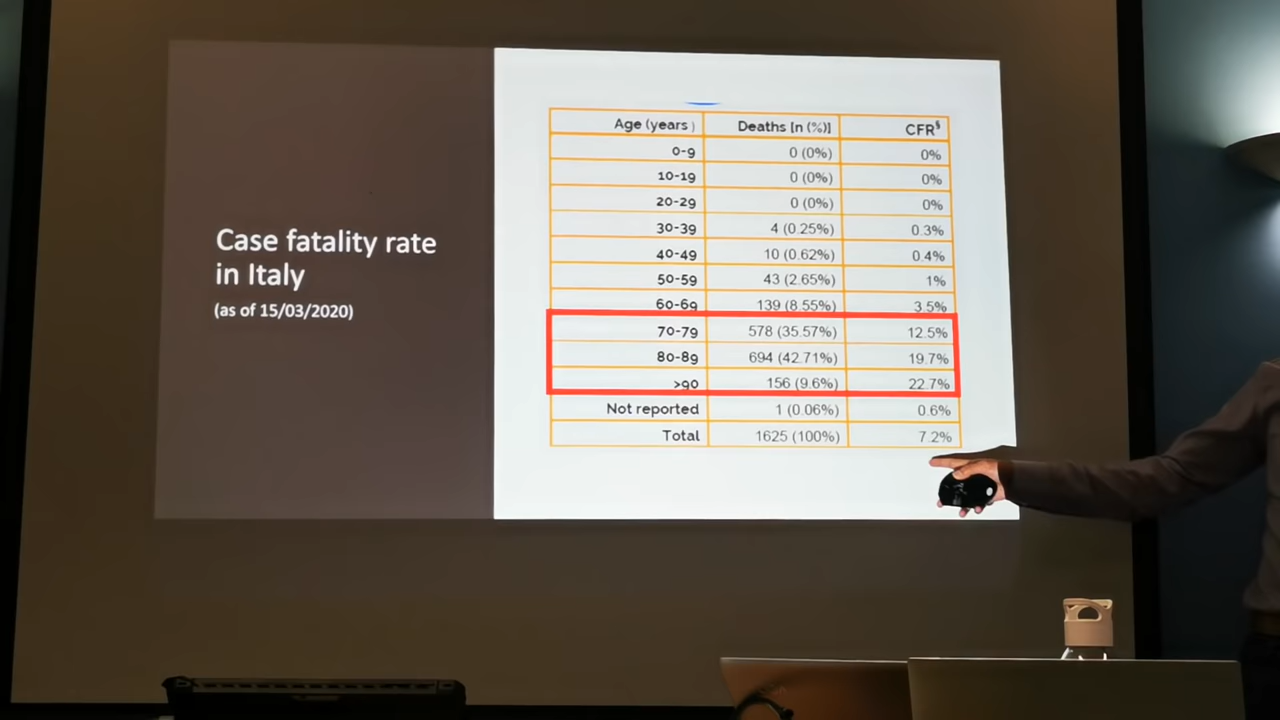 Case fatality rate
in Italy
(as of 15/03/2020)
Age (years ) Deaths [n (%)] CFR§
0-9 0 (0%) 0%
10-19 0 (0%) 0%
20-29 0 (0%) 0%
30-39 4 (0.25%) 0.3%
40-49 10 (0.62%) 0.4%
50-59 43 (2.65%) 1%
60-69 139 (8.55%) 3.5%
70-79 578 (35.57%) 12.5%
80-89 694 (42.71%) 19.7%
>90 156 (9.6%) 22.7%
Not reported 1 (0.06%) 0.6%
Total 1625 (100%) 7.2%